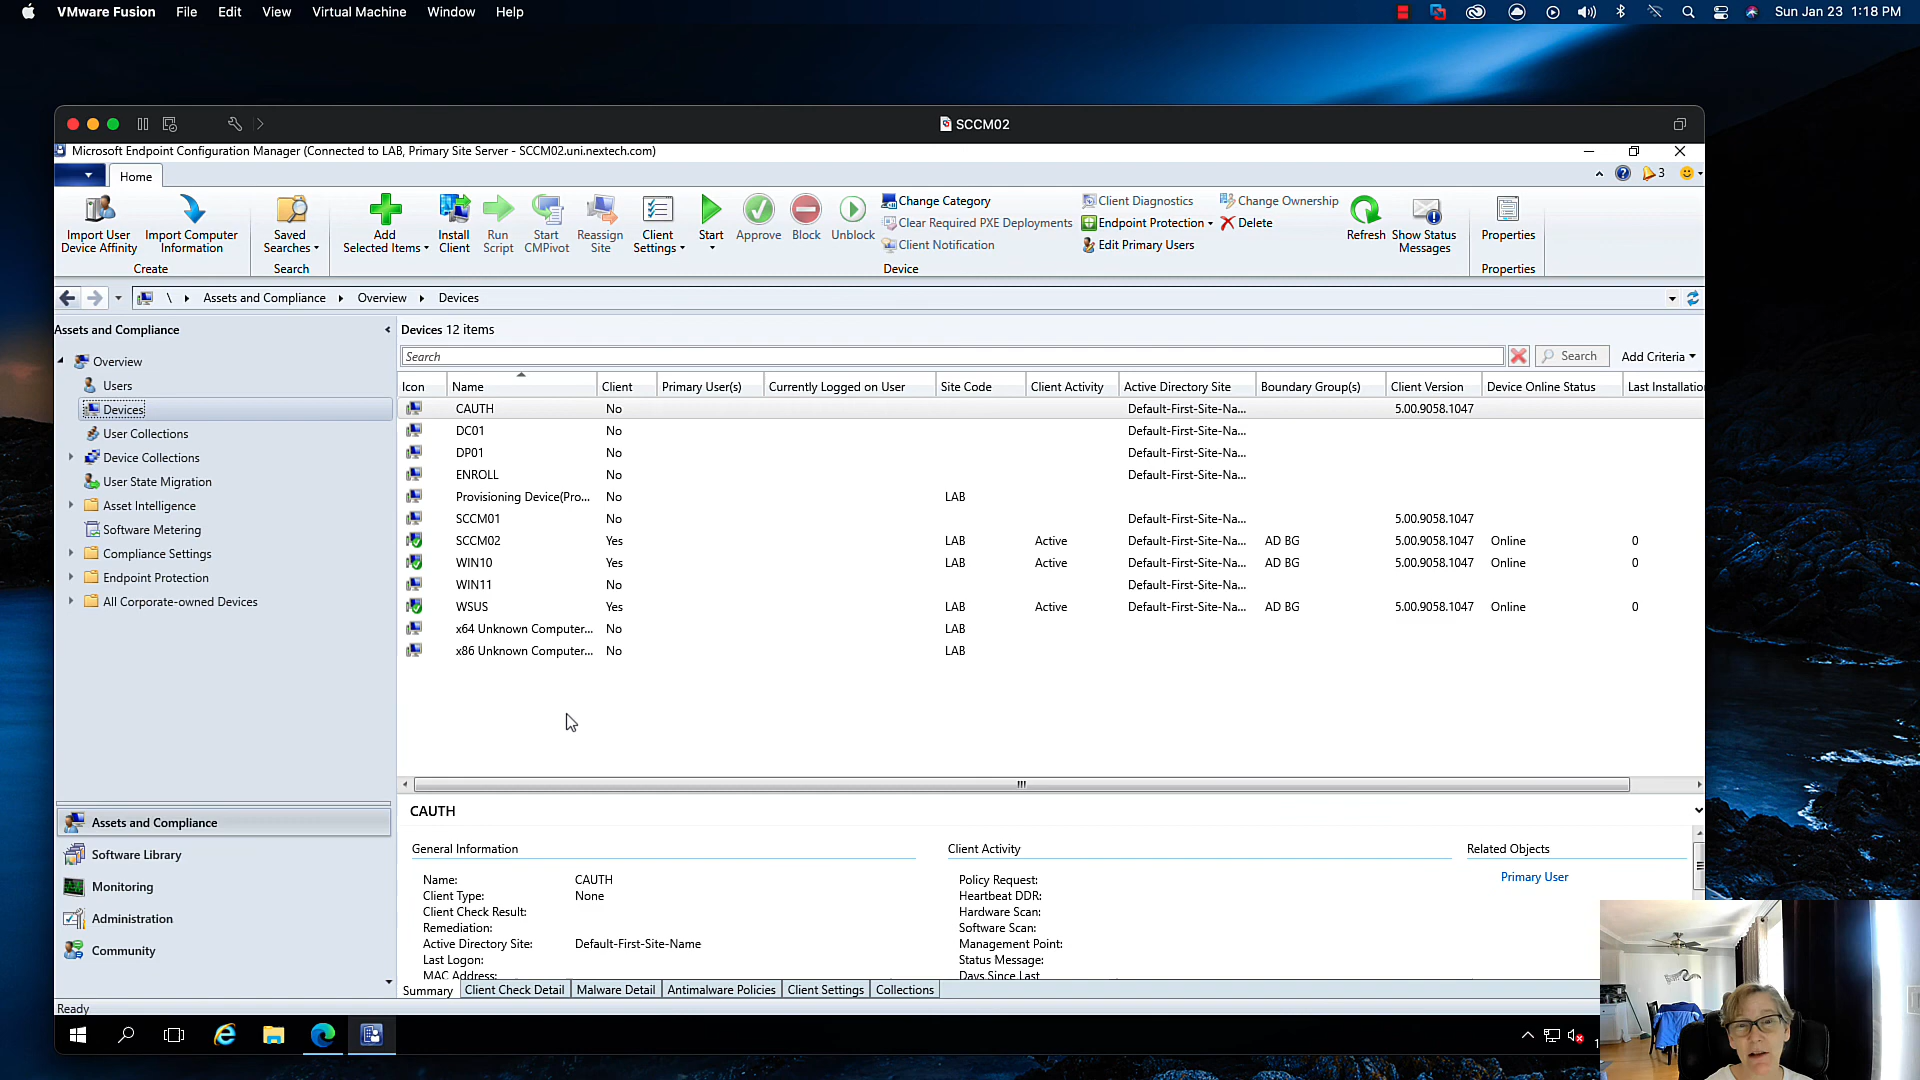 VMware Fusion File Edit View Virtual Machine Window Help Sun Jan 23 1:18 PM
SCCM02
Microsoft Endpoint Configuration Manager (Connected to LAB, Primary Site Server - SCCM02.uni.nextech.com)
Home
3
Import User
Device Affinity
Import Computer
Information
Create
Saved
Searches
Search
Add
Selected Items
Install
Client
Run
Script
Start
CMPivot
Reassign
Site
Client
Settings
Start
Approve
Block
Unblock
Change Category
Clear Required PXE Deployments
Client Notification
Client Diagnostics
Endpoint Protection
Edit Primary Users
Change Ownership
Delete
Device
Refresh
Show Status
Messages
Properties
Properties
\ Assets and Compliance Overview Devices
Assets and Compliance
Overview
Users
Devices
User Collections
Device Collections
User State Migration
Asset Intelligence
Software Metering
Compliance Settings
Endpoint Protection
All Corporate-owned Devices
Assets and Compliance
Software Library
Monitoring
Administration
Community
Devices 12 items
Search
Search
Add Criteria
Icon Name Client Primary User(s) Currently Logged on User Site Code Client Activity Active Directory Site Boundary Group(s) Client Version Device Online Status Last Installatio
CAUTH No Default-First-Site-Na... 5.00.9058.1047
DC01 No Default-First-Site-Na...
DP01 No Default-First-Site-Na...
ENROLL No Default-First-Site-Na...
Provisioning Device(Pro... No LAB
SCCM01 No Default-First-Site-Na... 5.00.9058.1047
SCCM02 Yes LAB Active Default-First-Site-Na... AD BG 5.00.9058.1047 Online 0
WIN10 Yes LAB Active Default-First-Site-Na... AD BG 5.00.9058.1047 Online 0
WIN11 No Default-First-Site-Na...
WSUS Yes LAB Active Default-First-Site-Na... AD BG 5.00.9058.1047 Online 0
x64 Unknown Computer... No LAB
x86 Unknown Computer... No LAB
CAUTH
General Information
Name: CAUTH
Client Type: None
Client Check Result:
Remediation:
Active Directory Site: Default-First-Site-Name
Last Logon:
MAC Address:
Client Activity
Policy Request:
Heartbeat DDR:
Hardware Scan:
Software Scan:
Management Point:
Status Message:
Days Since Last
Related Objects
Primary User
Summary Client Check Detail Malware Detail Antimalware Policies Client Settings Collections
Ready